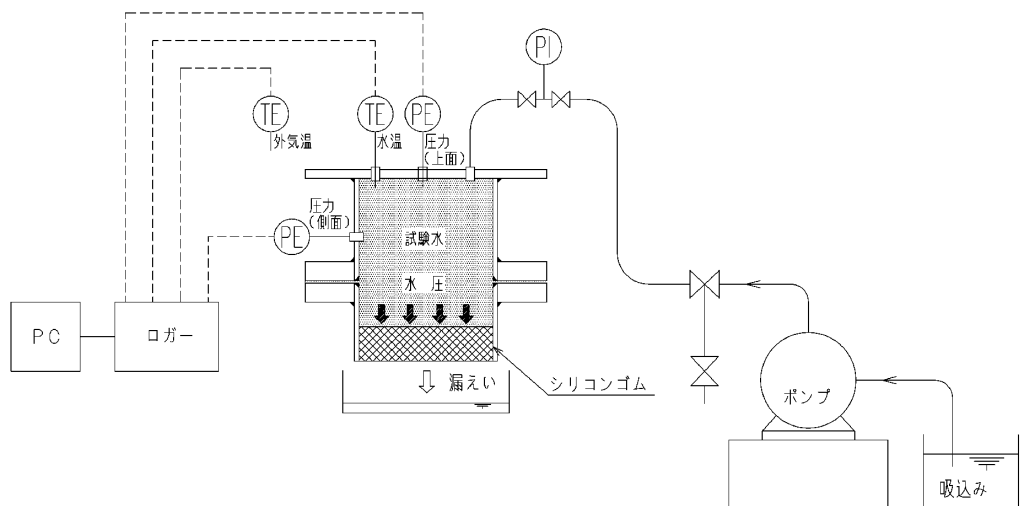 PI
TE
外気温
TE
水温
PE
圧力
(上面)
圧力
(側面)
PE
試験水
水 圧
PC
ロガー
漏えい
シリコンゴム
ポンプ
吸込み